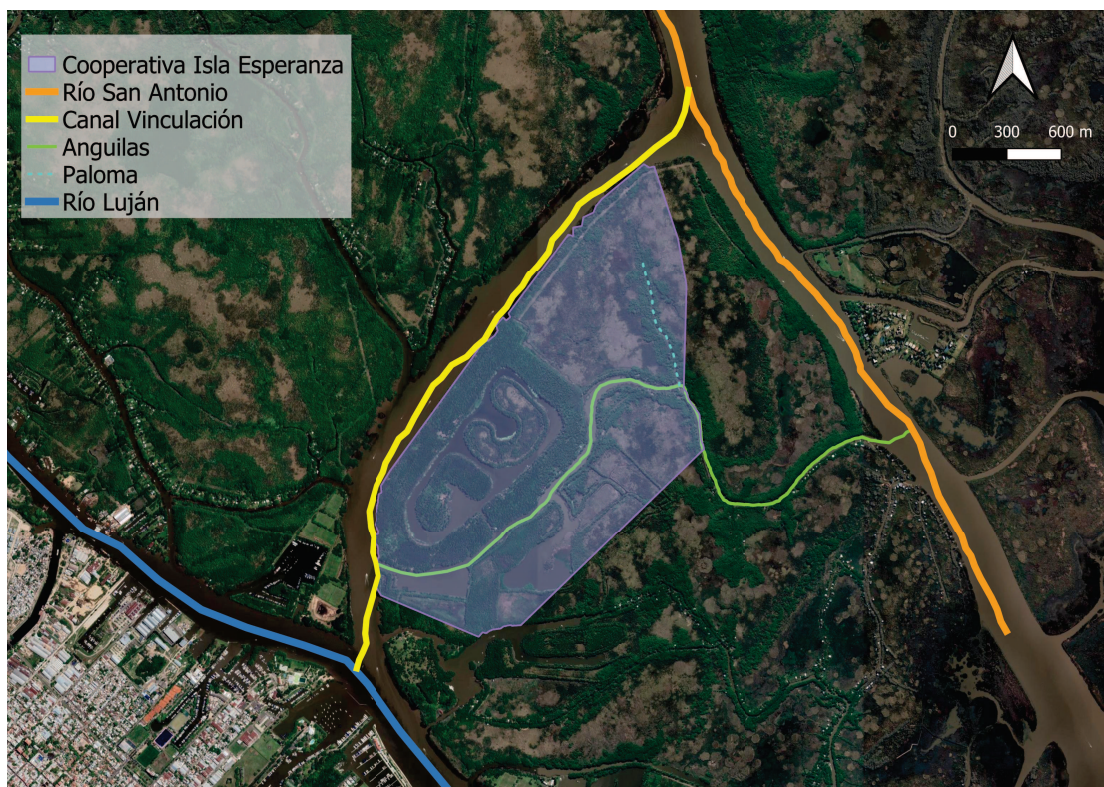 Cooperativa Isla Esperanza
Río San Antonio
Canal Vinculación
Anguilas
Paloma
Río Luján
0 300 600 m